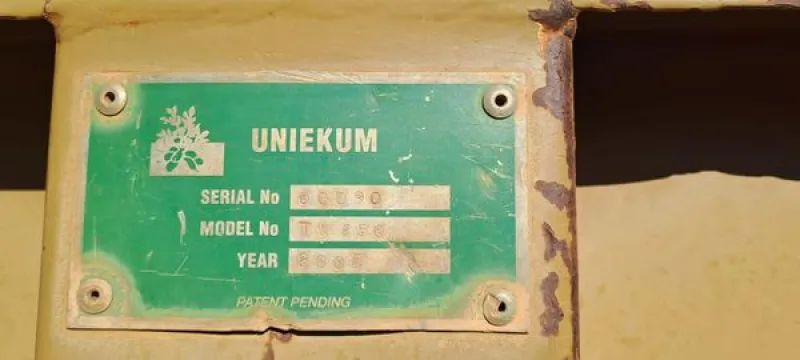 UNIEKUM
SERIAL No
MODEL No
YEAR
PATENT PENDING